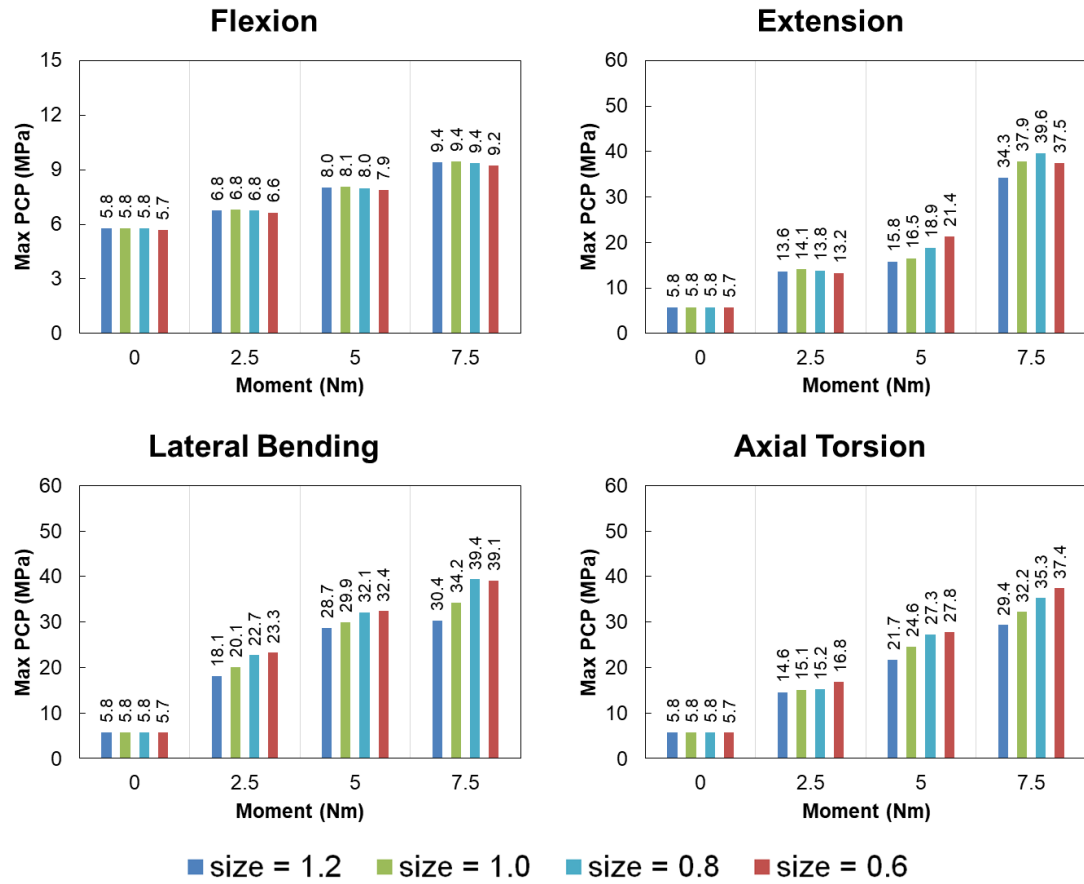 Flexion
Max PCP (MPa)
15
12
9
6
3
0
5.8 5.8 5.8 5.7
6.8 6.8 6.8 6.6
8.0 8.1 8.0 7.9
9.4 9.4 9.4 9.2
0 2.5 5 7.5
Moment (Nm)
Extension
Max PCP (MPa)
60
50
40
30
20
10
0
5.8 5.8 5.8 5.7
13.6 14.1 13.8 13.2
15.8 16.5 18.9 21.4
34.3 37.9 39.6 37.5
0 2.5 5 7.5
Moment (Nm)
Lateral Bending
Max PCP (MPa)
60
50
40
30
20
10
0
5.8 5.8 5.8 5.7
18.1 20.1 22.7 23.3
28.7 29.9 32.1 32.4
30.4 34.2 39.4 39.1
0 2.5 5 7.5
Moment (Nm)
Axial Torsion
Max PCP (MPa)
60
50
40
30
20
10
0
5.8 5.8 5.8 5.7
14.6 15.1 15.2 16.8
21.7 24.6 27.3 27.8
29.4 32.2 35.3 37.4
0 2.5 5 7.5
Moment (Nm)
size = 1.2 size = 1.0 size = 0.8 size = 0.6